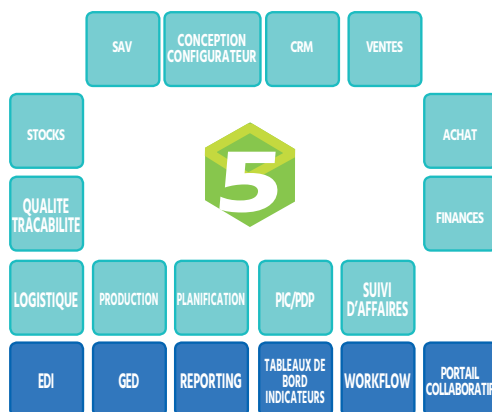 SAV
CONCEPTION
CONFIGURATEUR
CRM
VENTES
STOCKS
5
ACHAT
QUALITE
TRACABILITE
FINANCES
LOGISTIQUE
PRODUCTION
PLANIFICATION
PIC/PDP
SUIVI
D'AFFAIRES
EDI
GED
REPORTING
TABLEAUX DE
BORD
INDICATEURS
WORKFLOW
PORTAIL
COLLABORATIF